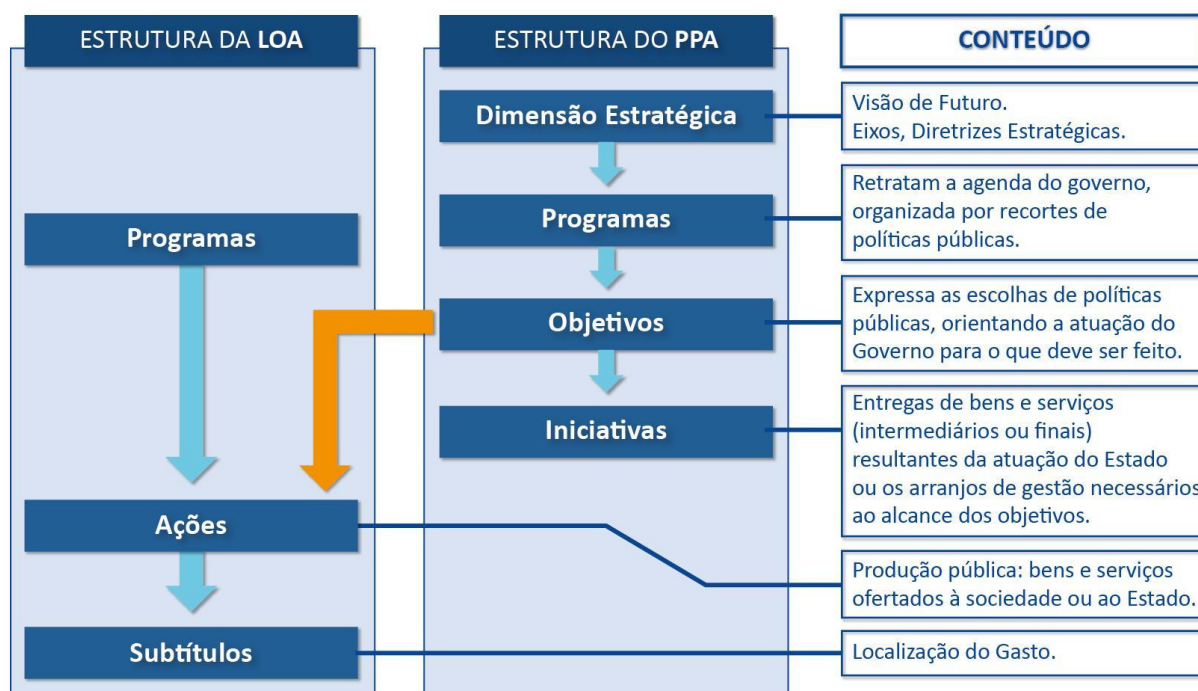 ESTRUTURA DA LOA
Programas
Ações
Subtítulos
ESTRUTURA DO PPA
Dimensão Estratégica
Programas
Objetivos
Iniciativas
CONTEÚDO
Visão de Futuro.
Eixos, Diretrizes Estratégicas.
Retratam a agenda do governo,
organizada por recortes de
políticas públicas.
Expressa as escolhas de políticas
públicas, orientando a atuação do
Governo para o que deve ser feito.
Entregas de bens e serviços
(intermediários ou finais)
resultantes da atuação do Estado
ou os arranjos de gestão necessários
ao alcance dos objetivos.
Produção pública: bens e serviços
ofertados à sociedade ou ao Estado.
Localização do Gasto.